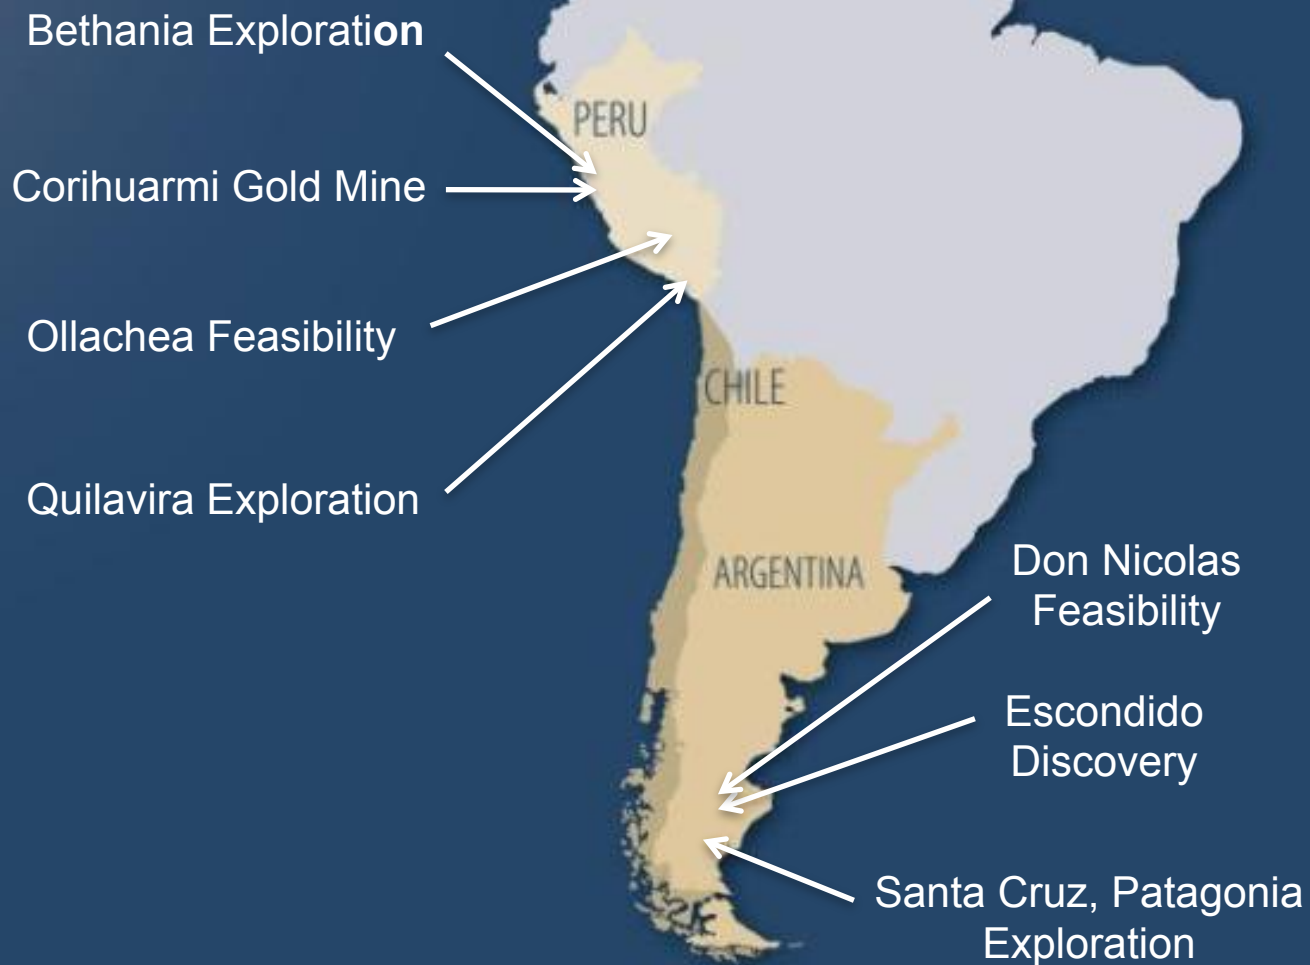 Bethania Exploration
PERU
Corihuarmi Gold Mine
Ollachea Feasibility
CHILE
Quilavira Exploration
ARGENTINA
Don Nicolas
Feasibility
Escondido
Discovery
Santa Cruz, Patagonia
Exploration